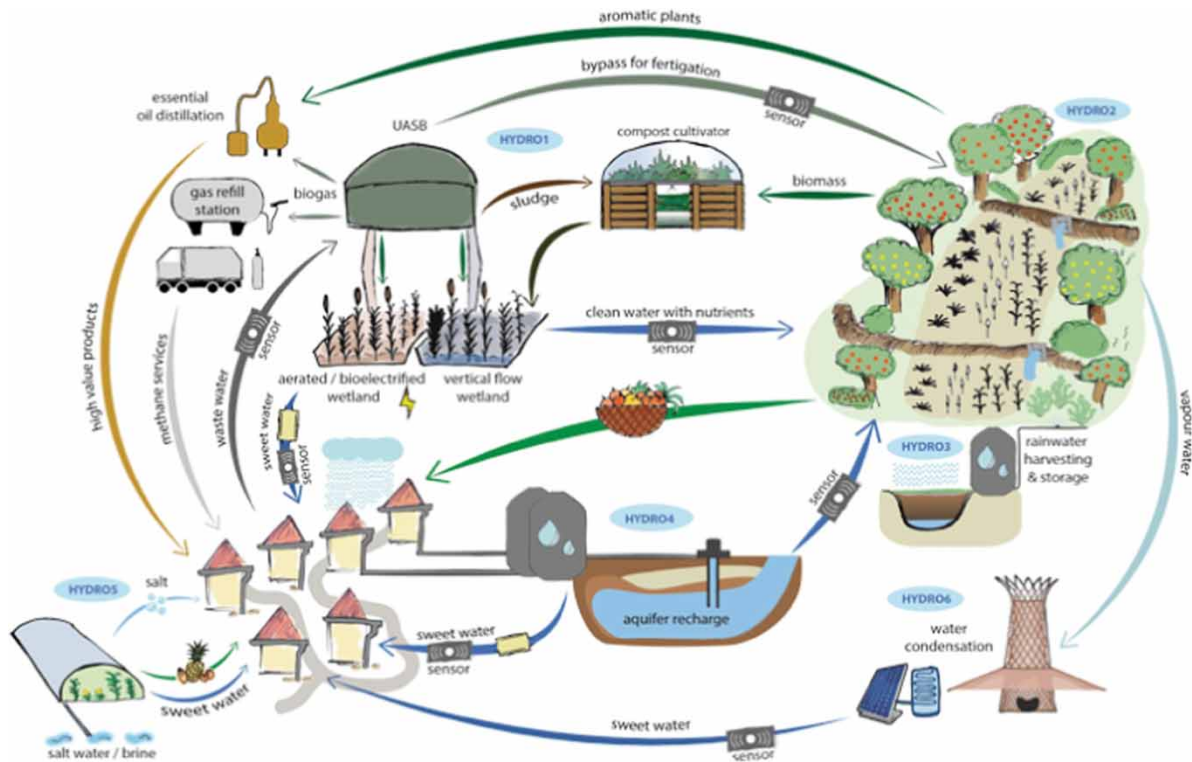 aromatic plants
bypass for fertigation
sensor
essential
oil distillation
UASB
HYDRO1
compost cultivator
HYDRO2
gas refill
station
biogas
sludge
biomass
high value products
methane services
waste water
sensor
clean water with nutrients
sensor
aerated / bioelectrified
wetland
vertical flow
wetland
sweet water
sensor
vapour water
HYDRO3
rainwater
harvesting
& storage
sensor
HYDRO4
aquifer recharge
HYDRO5
salt
sweet water
sensor
HYDRO6
water
condensation
sweet water
salt water / brine
sweet water
sensor